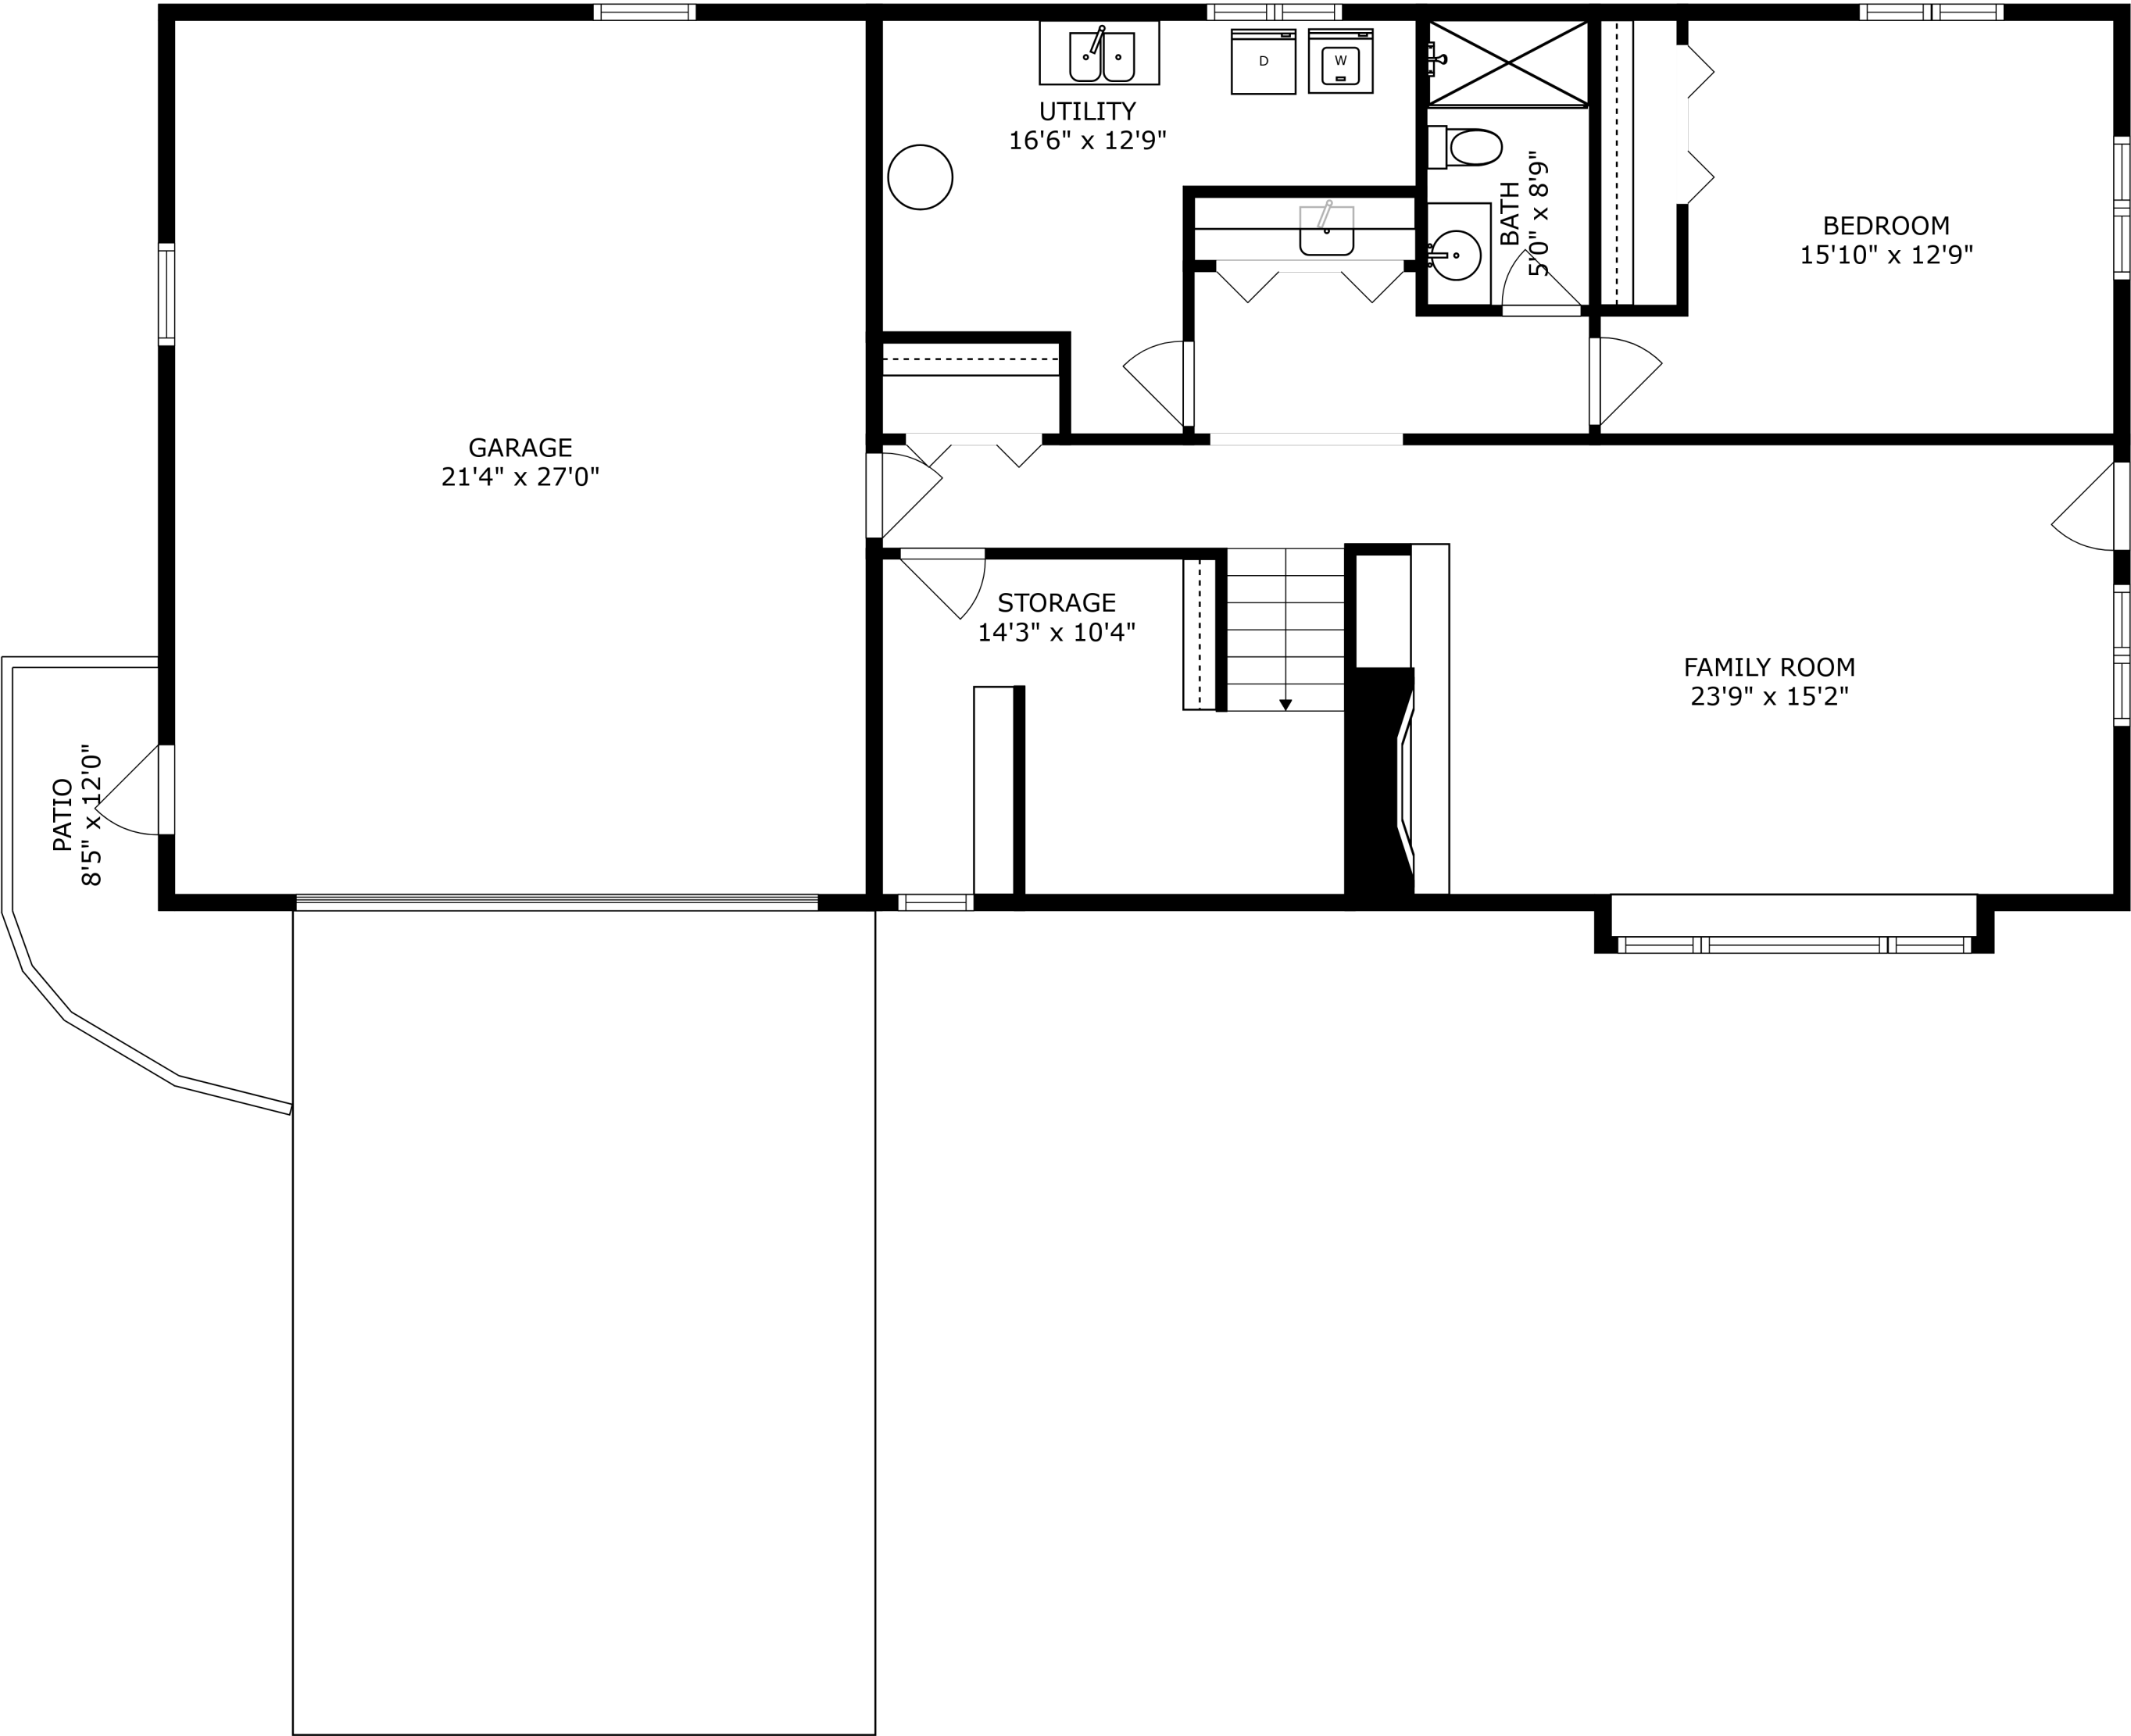 D
W
UTILITY
16'6" x 12'9"
BATH
5'0" x 8'9"
BEDROOM
15'10" x 12'9"
GARAGE
21'4" x 27'0"
STORAGE
14'3" x 10'4"
FAMILY ROOM
23'9" x 15'2"
PATIO
8'5" x 12'0"